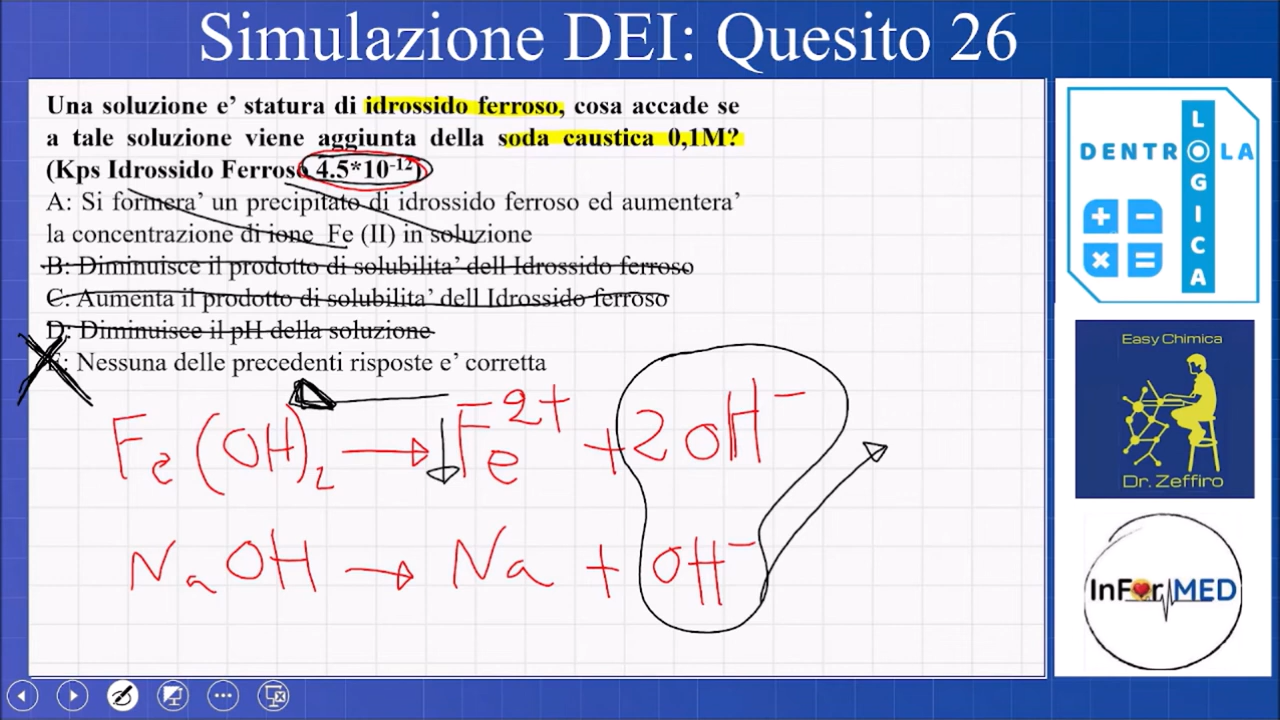 Simulazione DEI: Quesito 26
Una soluzione e’ statura di idrossido ferroso, cosa accade se
a tale soluzione viene aggiunta della soda caustica 0,1M?
(Kps Idrossido Ferroso 4.5*10⁻¹²)
A: Si formera’ un precipitato di idrossido ferroso ed aumentera’
la concentrazione di ione Fe (II) in soluzione
B: Diminuisce il prodotto di solubilita’ dell Idrossido ferroso
C: Aumenta il prodotto di solubilita’ dell Idrossido ferroso
D: Diminuisce il pH della soluzione
E: Nessuna delle precedenti risposte e’ corretta
Fe(OH)₂ → Fe²⁺ + 2OH⁻
NaOH → Na + OH⁻
DENTRO LA
LOGICA
Easy Chimica
Dr. Zeffiro
InForMED